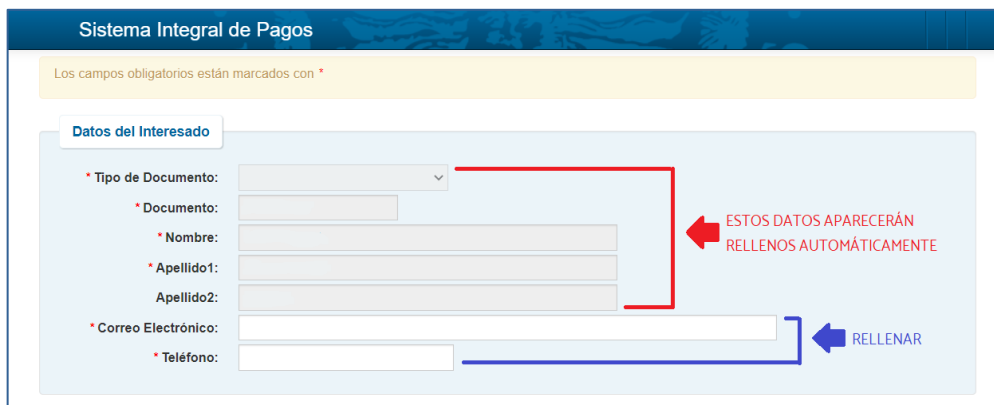 Sistema Integral de Pagos
Los campos obligatorios están marcados con *
Datos del Interesado
* Tipo de Documento:
* Documento:
* Nombre:
* Apellido1:
Apellido2:
* Correo Electrónico:
* Teléfono:
ESTOS DATOS APARECERÁN
RELLENOS AUTOMÁTICAMENTE
RELLENAR